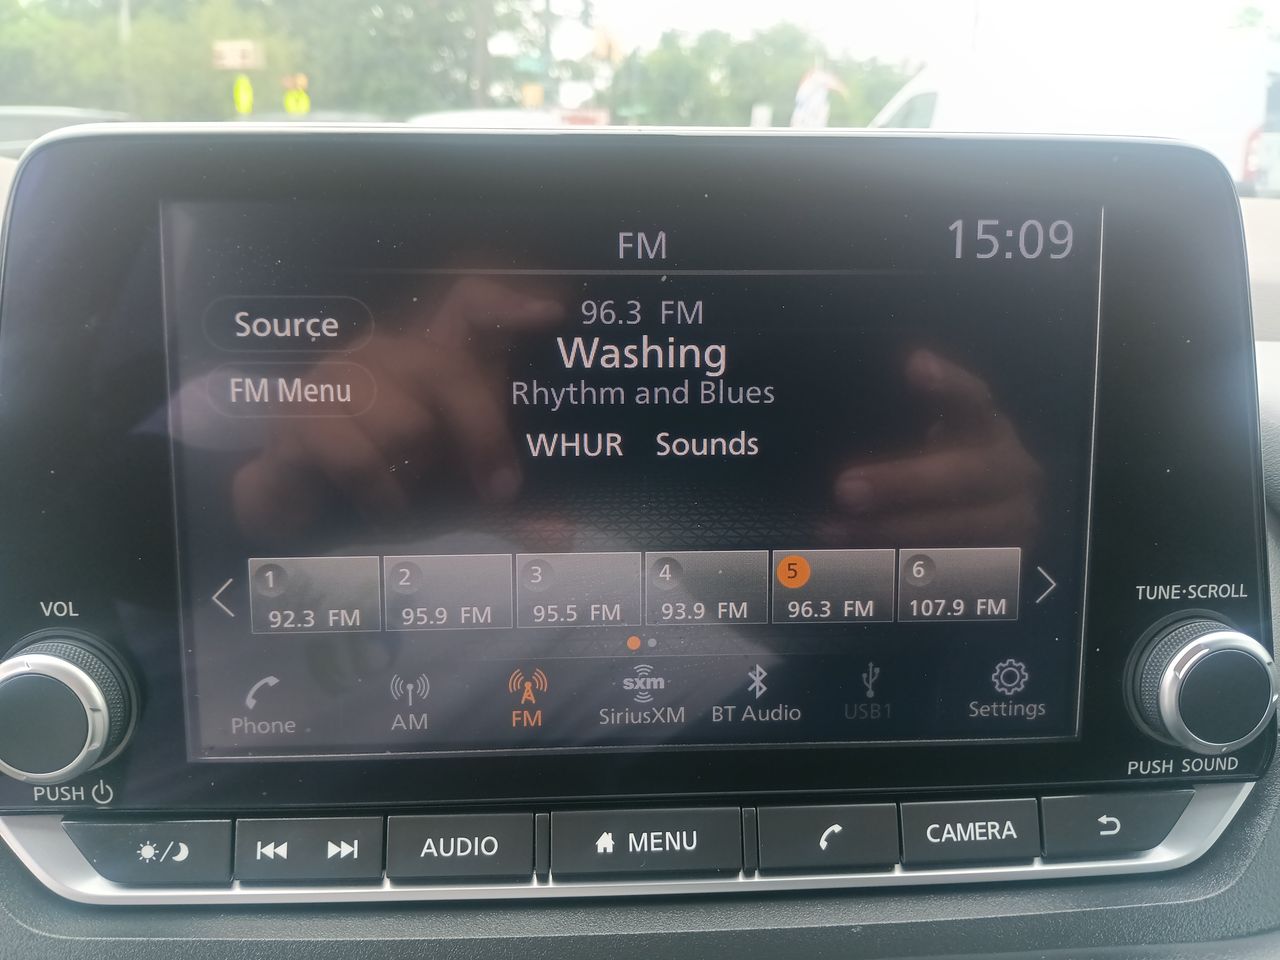 FM
15:09
Source
FM Menu
96.3 FM
Washing
Rhythm and Blues
WHUR Sounds
1 2 3 4 5 6
92.3 FM 95.9 FM 95.5 FM 93.9 FM 96.3 FM 107.9 FM
sxm
Phone AM FM SiriusXM BT Audio USB1 Settings
VOL
PUSH
TUNE·SCROLL
PUSH SOUND
AUDIO MENU CAMERA